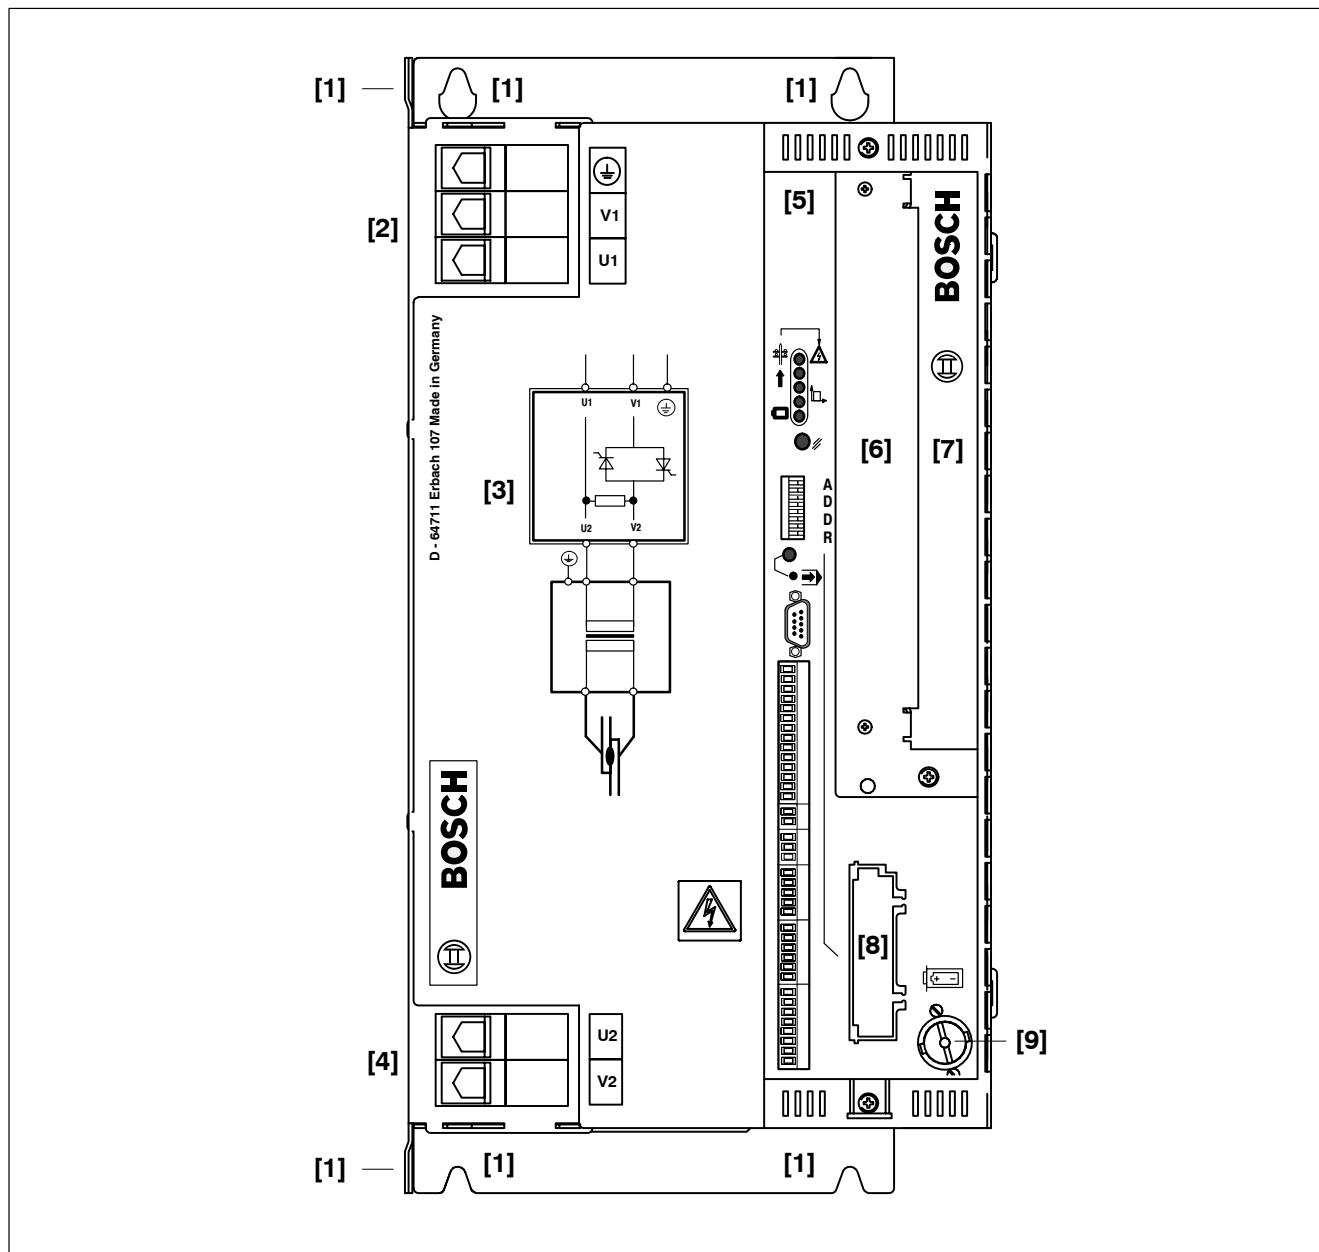 [1]
[1]
[1]
[2]
V1
U1
[5]
BOSCH
D - 64711 Erbach 107 Made in Germany
U1 V1
[3]
U2 V2
[6]
[7]
A
D
D
R
BOSCH
[8]
+ -
[4]
U2
V2
[9]
[1]
[1]
[1]